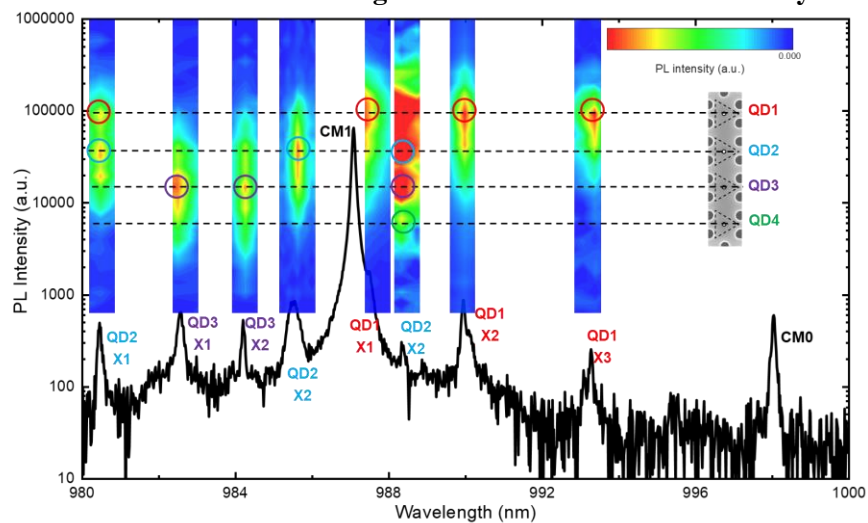 1000000
100000
10000
1000
100
10
PL Intensity (a.u.)
0.000
PL intensity (a.u.)
CM1
QD1
QD2
QD3
QD4
QD2
X1
QD3
X1
QD3
X2
QD2
X2
QD1
X1
QD2
X2
QD1
X2
QD1
X3
CM0
980
984
988
992
996
1000
Wavelength (nm)